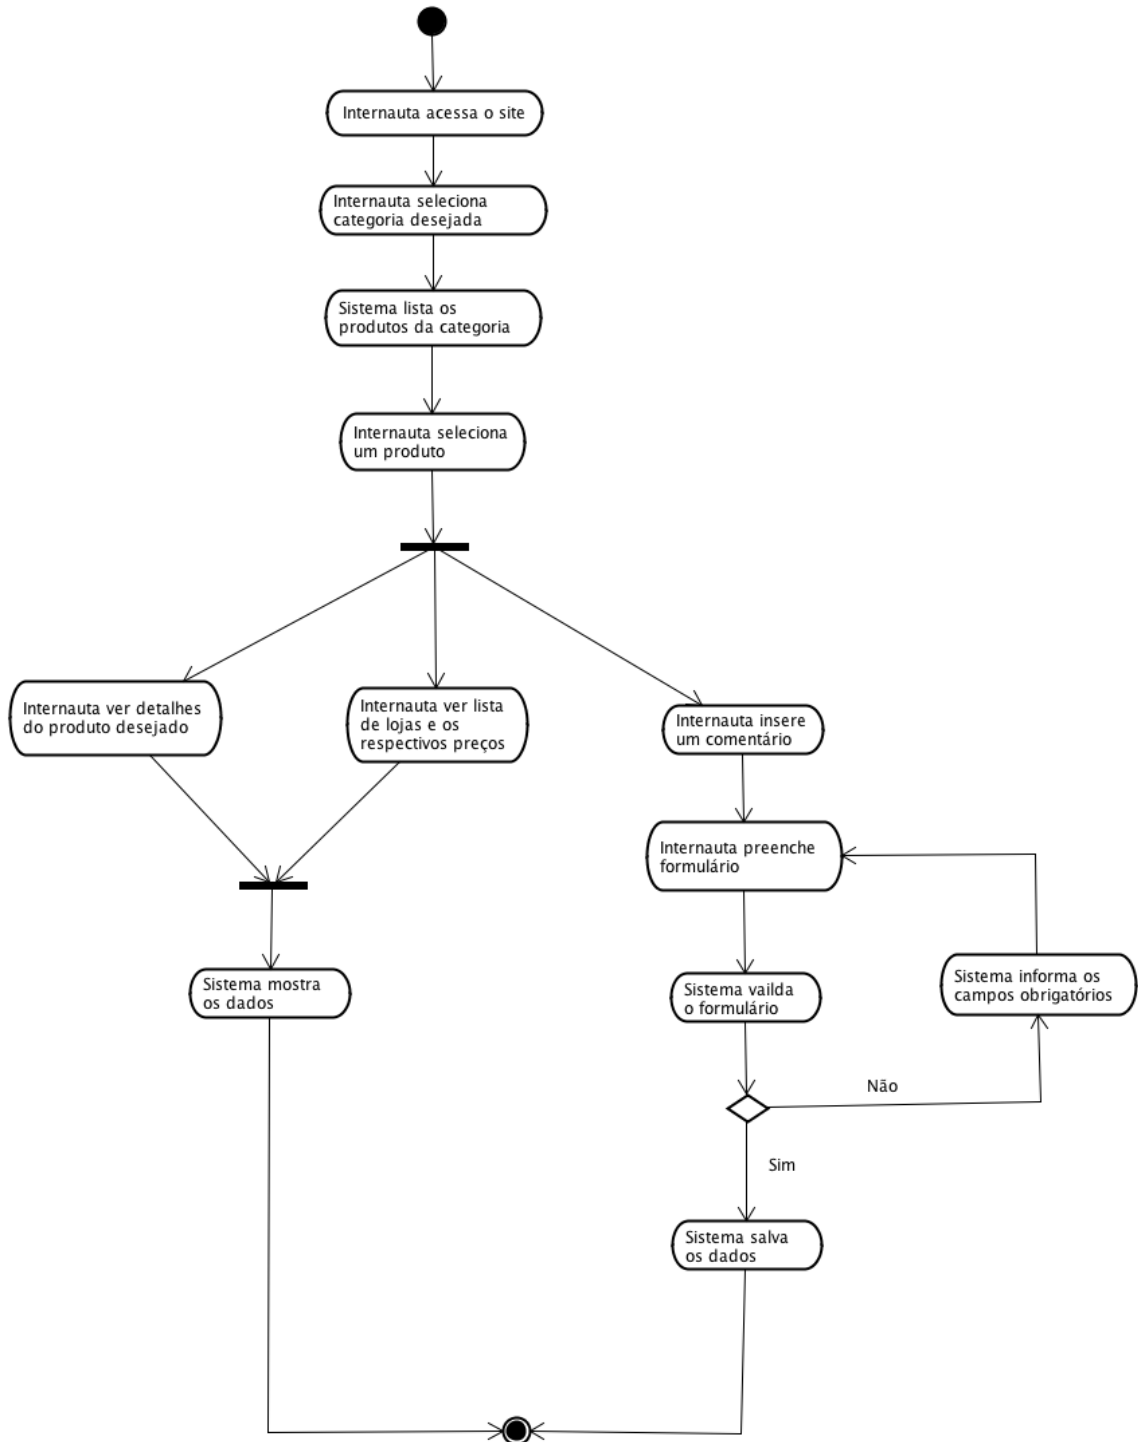 Internauta acessa o site
Internauta seleciona
categoria desejada
Sistema lista os
produtos da categoria
Internauta seleciona
um produto
Internauta ver detalhes
do produto desejado
Internauta ver lista
de lojas e os
respectivos preços
Internauta insere
um comentário
Internauta preenche
formulário
Sistema vailda
o formulário
Sistema informa os
campos obrigatórios
Sistema mostra
os dados
Não
Sim
Sistema salva
os dados